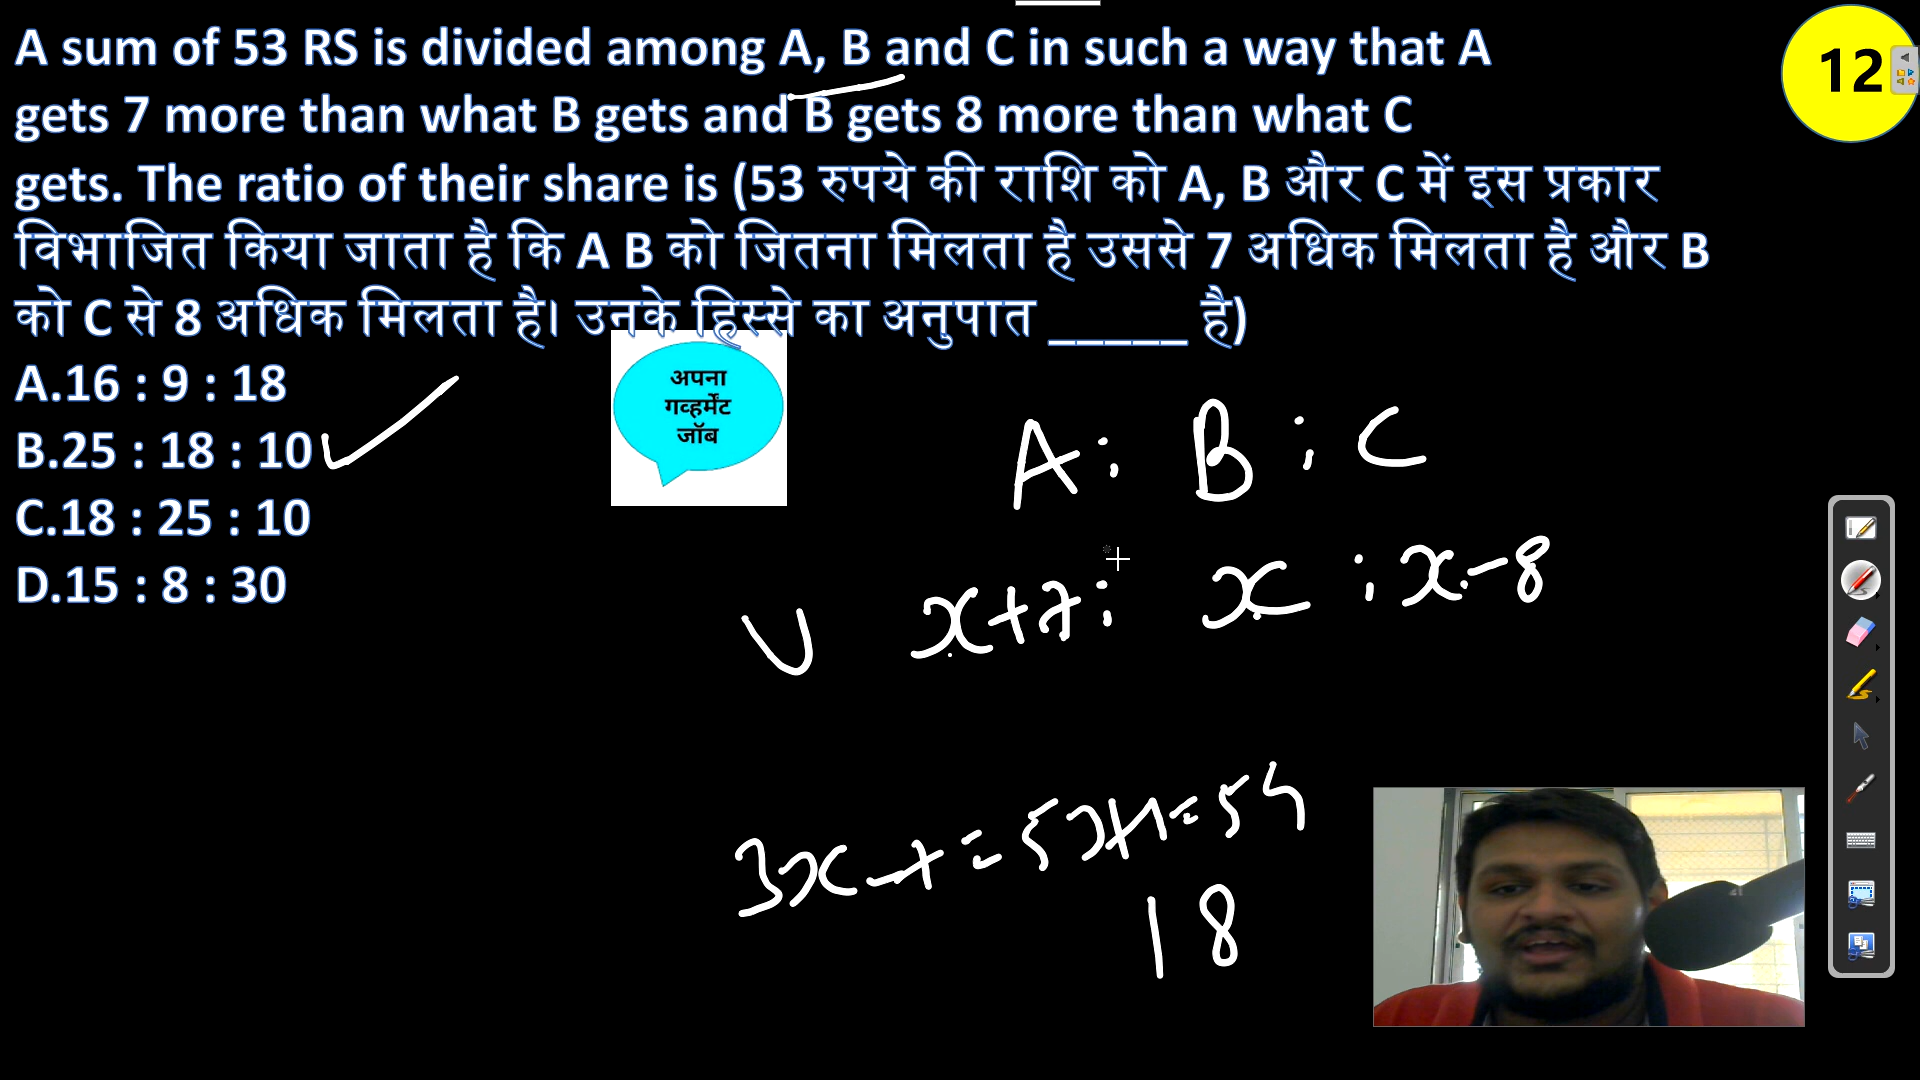 A sum of 53 RS is divided among A, B and C in such a way that A
gets 7 more than what B gets and B gets 8 more than what C
gets. The ratio of their share is (53 रुपये की राशि को A, B और C में इस प्रकार
विभाजित किया जाता है कि A B को जितना मिलता है उससे 7 अधिक मिलता है और B
को C से 8 अधिक मिलता है। उनके हिस्से का अनुपात _____ है)
A.16 : 9 : 18
B.25 : 18 : 10
C.18 : 25 : 10
D.15 : 8 : 30
12
अपना
गव्हर्मेंट
जॉब
A : B : C
x+7 : x : x-8
18